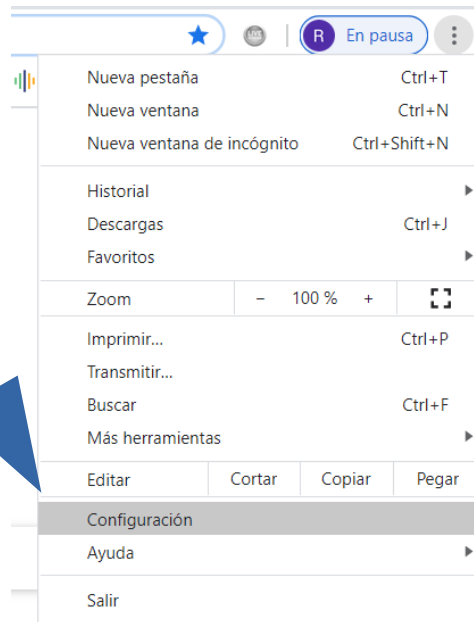 R En pausa
Nueva pestaña Ctrl+T
Nueva ventana Ctrl+N
Nueva ventana de incógnito Ctrl+Shift+N
Historial
Descargas Ctrl+J
Favoritos
Zoom - 100 % +
Imprimir... Ctrl+P
Transmitir...
Buscar Ctrl+F
Más herramientas
Editar Cortar Copiar Pegar
Configuración
Ayuda
Salir